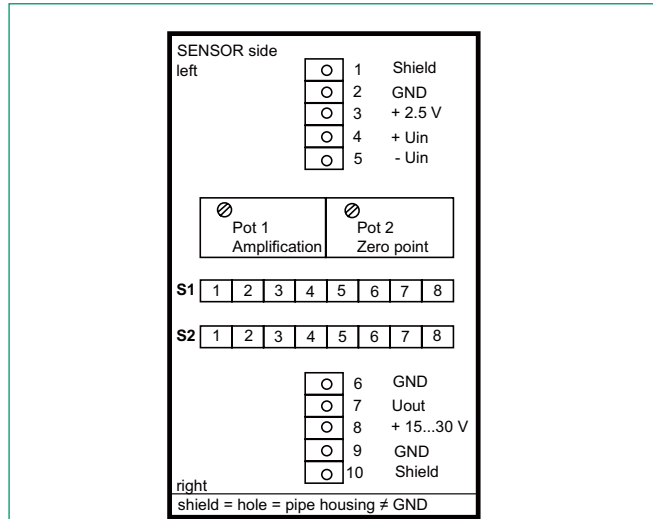 SENSOR side
left
1 Shield
2 GND
3 + 2.5 V
4 + Uin
5 - Uin
Pot 1 Pot 2
Amplification Zero point
S1 1 2 3 4 5 6 7 8
S2 1 2 3 4 5 6 7 8
6 GND
7 Uout
8 + 15...30 V
9 GND
10 Shield
right
shield = hole = pipe housing ≠ GND